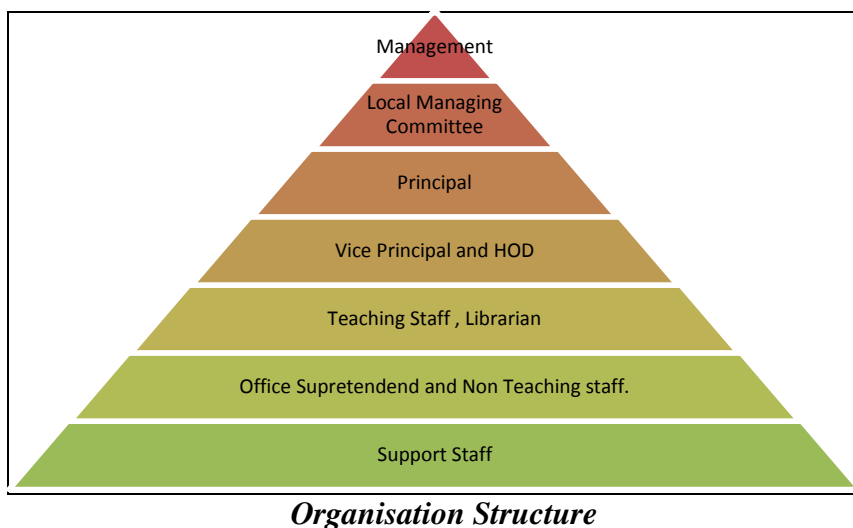 Management
Local Managing
Committee
Principal
Vice Principal and HOD
Teaching Staff , Librarian
Office Supretendend and Non Teaching staff.
Support Staff
Organisation Structure